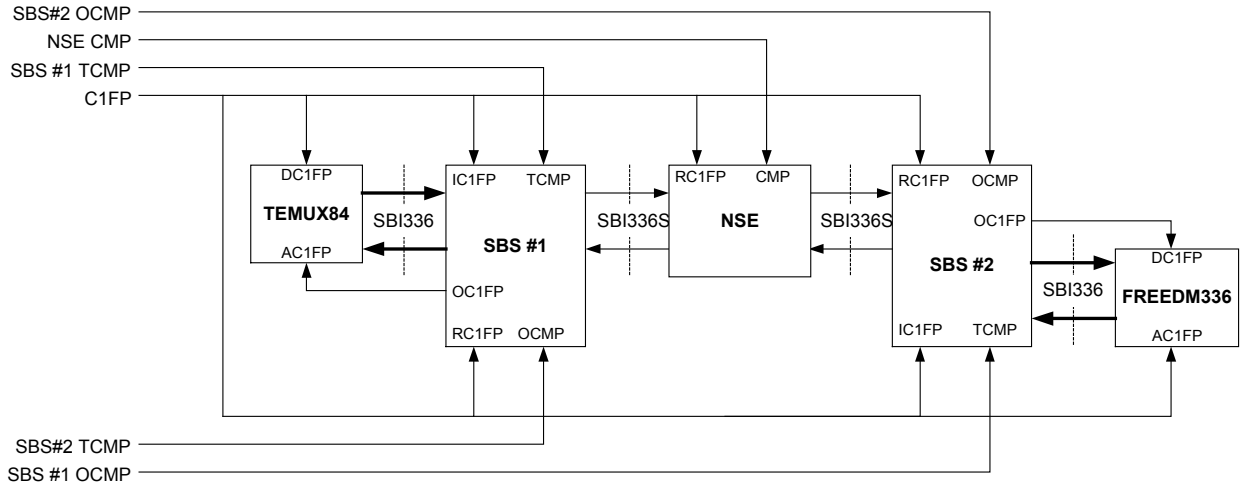 SBS#2 OCMP
NSE CMP
SBS #1 TCMP
C1FP
DC1FP
TEMUX84
AC1FP
SBI336
IC1FP TCMP
SBS #1
OC1FP
RC1FP OCMP
SBI336S
RC1FP CMP
NSE
SBI336S
RC1FP OCMP
OC1FP
SBS #2
IC1FP TCMP
SBI336
DC1FP
FREEDM336
AC1FP
SBS#2 TCMP
SBS #1 OCMP